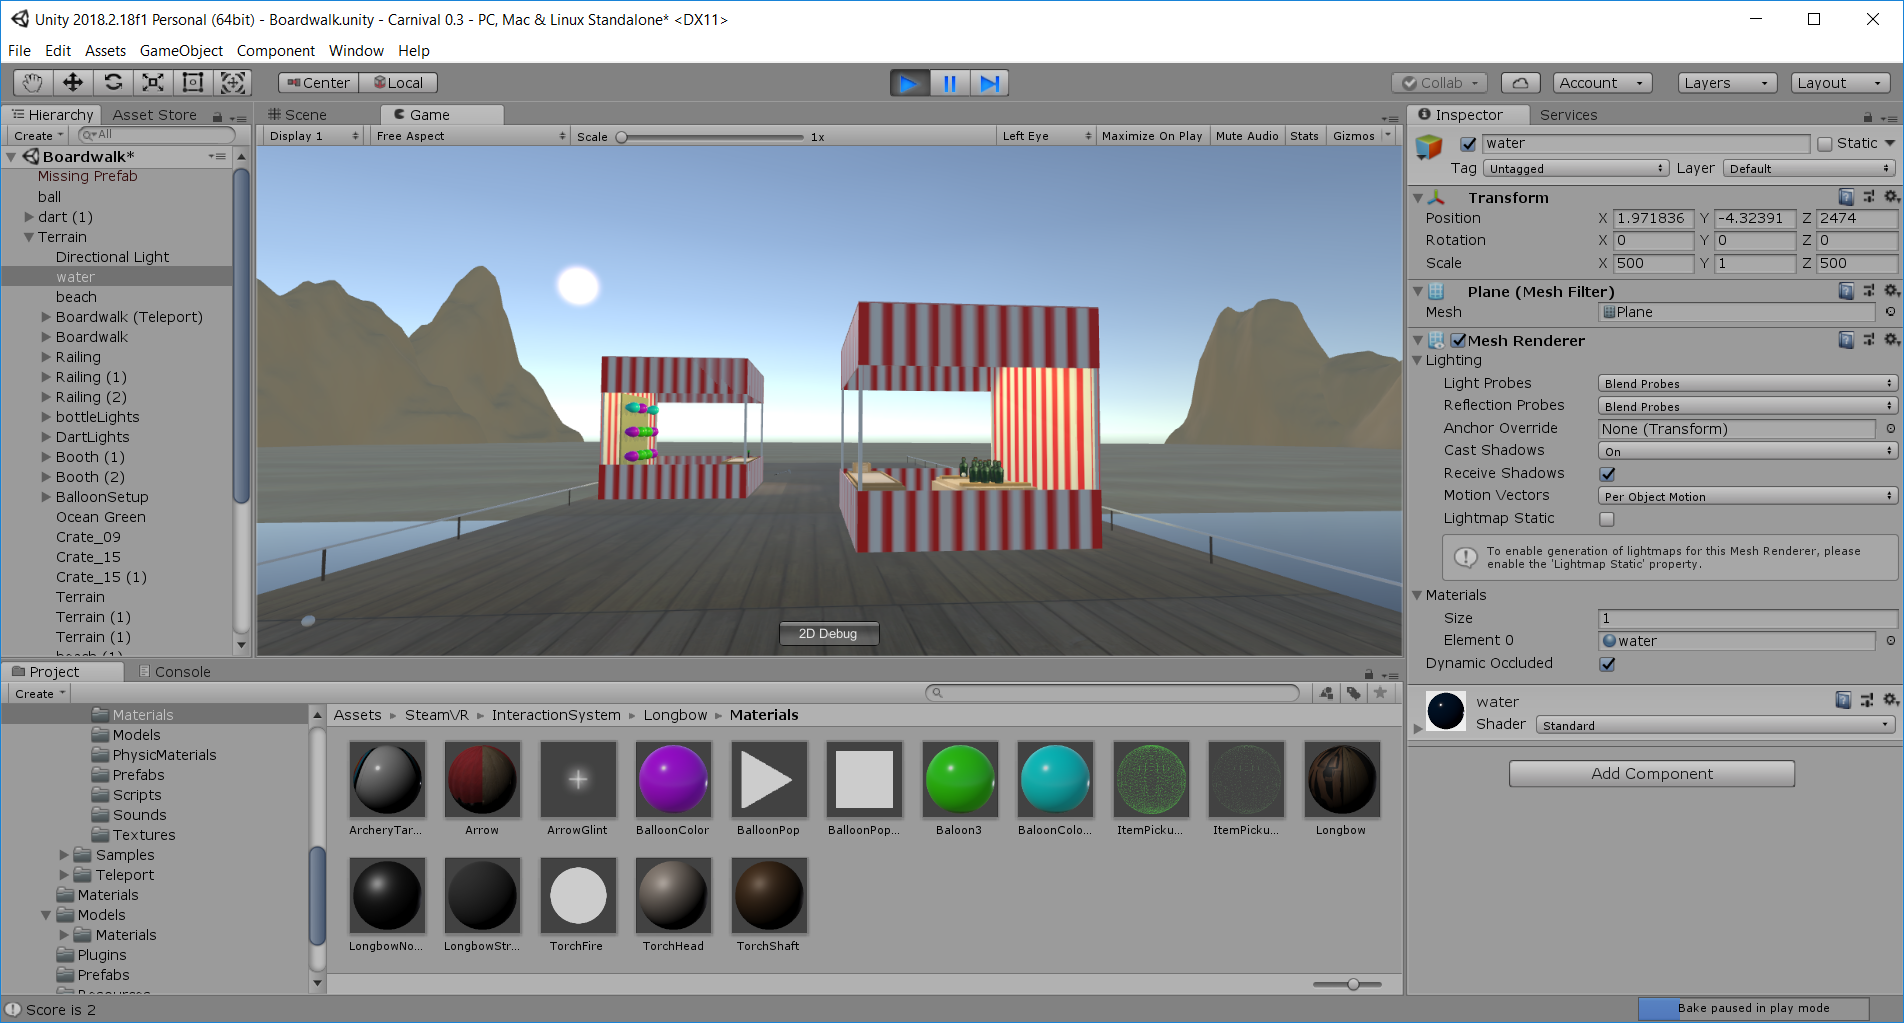 Unity 2018.2.18f1 Personal (64bit) - Boardwalk.unity - Carnival 0.3 - PC, Mac & Linux Standalone* <DX11>
File Edit Assets GameObject Component Window Help
Center Local Collab Account Layers Layout
Hierarchy Asset Store
Create All
Boardwalk*
Missing Prefab
ball
dart (1)
Terrain
Directional Light
water
beach
Boardwalk (Teleport)
Boardwalk
Railing
Railing (1)
Railing (2)
bottleLights
DartLights
Booth (1)
Booth (2)
BalloonSetup
Ocean Green
Crate_09
Crate_15
Crate_15 (1)
Terrain
Terrain (1)
Terrain (1)
beach (1)
Scene Game
Display 1 Free Aspect Scale 1x Left Eye Maximize On Play Mute Audio Stats Gizmos
2D Debug
Inspector Services
water Static
Tag Untagged Layer Default
Transform
Position X 1.971836 Y -4.32391 Z 2474
Rotation X 0 Y 0 Z 0
Scale X 500 Y 1 Z 500
Plane (Mesh Filter)
Mesh Plane
Mesh Renderer
Lighting
Light Probes Blend Probes
Reflection Probes Blend Probes
Anchor Override None (Transform)
Cast Shadows On
Receive Shadows
Motion Vectors Per Object Motion
Lightmap Static
To enable generation of lightmaps for this Mesh Renderer, please
enable the 'Lightmap Static' property.
Materials
Size 1
Element 0 water
Dynamic Occluded
water
Shader Standard
Add Component
Project Console
Create
Materials
Models
PhysicMaterials
Prefabs
Scripts
Sounds
Textures
Samples
Teleport
Materials
Models
Materials
Plugins
Prefabs
Assets SteamVR InteractionSystem Longbow Materials
ArcheryTar... Arrow ArrowGlint BalloonColor BalloonPop BalloonPop... Baloon3 BaloonColo... ItemPicku... ItemPicku... Longbow
LongbowNo... LongbowStr... TorchFire TorchHead TorchShaft
Score is 2
Bake paused in play mode